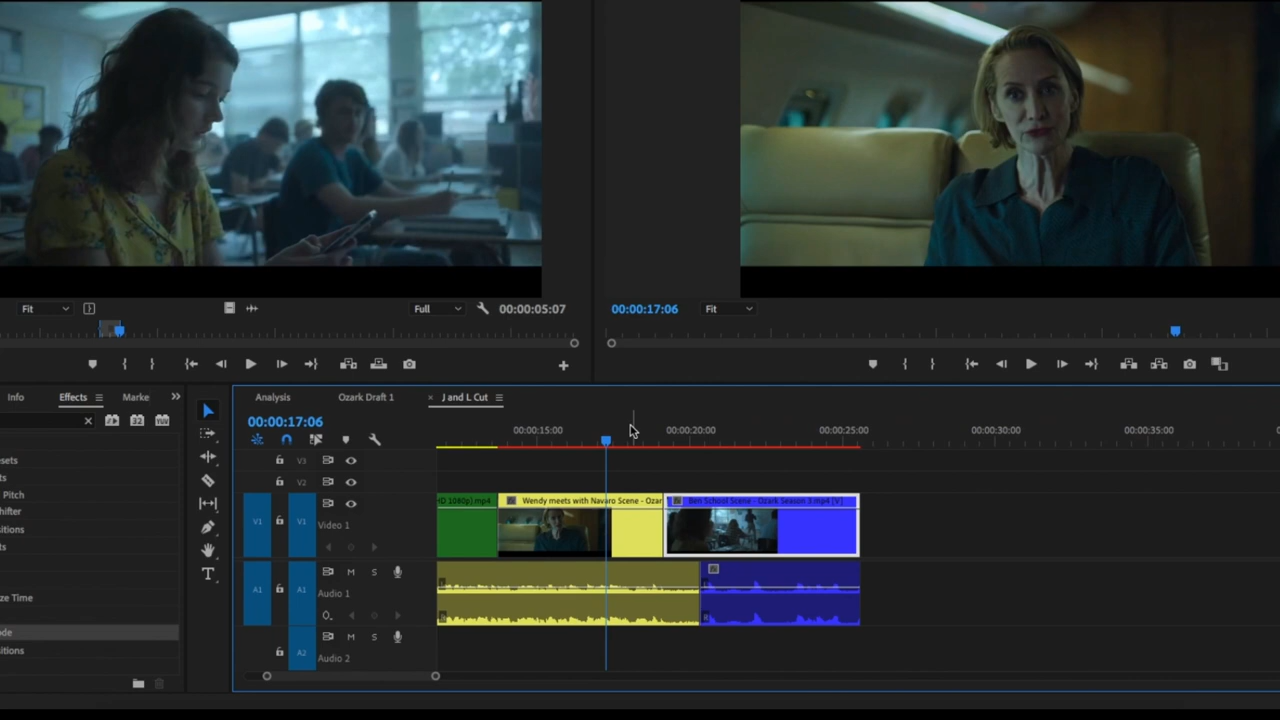 Fit
Full
00:00:05:07
00:00:17:06
Fit
Info
Effects
Marke
Analysis
Ozark Draft 1
× J and L Cut
00:00:17:06
32
YUV
00:00:15:00
00:00:20:00
00:00:25:00
00:00:30:00
00:00:35:00
sets
ts
Pitch
hifter
itions
ts
ze Time
ode
itions
V3
V2
V1
V1
Video 1
HD 1080p).mp4
Wendy meets with Navaro Scene - Ozar
Ben School Scene - Ozark Season 3.mp4 [V]
A1
A1
M S
Audio 1
A2
M S
Audio 2
T